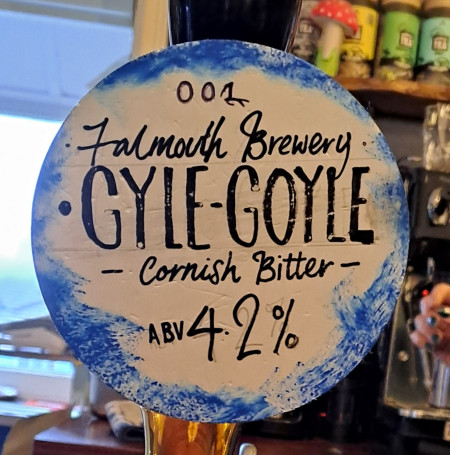 001
Falmouth Brewery
GYLE-GOYLE
- Cornish Bitter -
ABV 4.2%